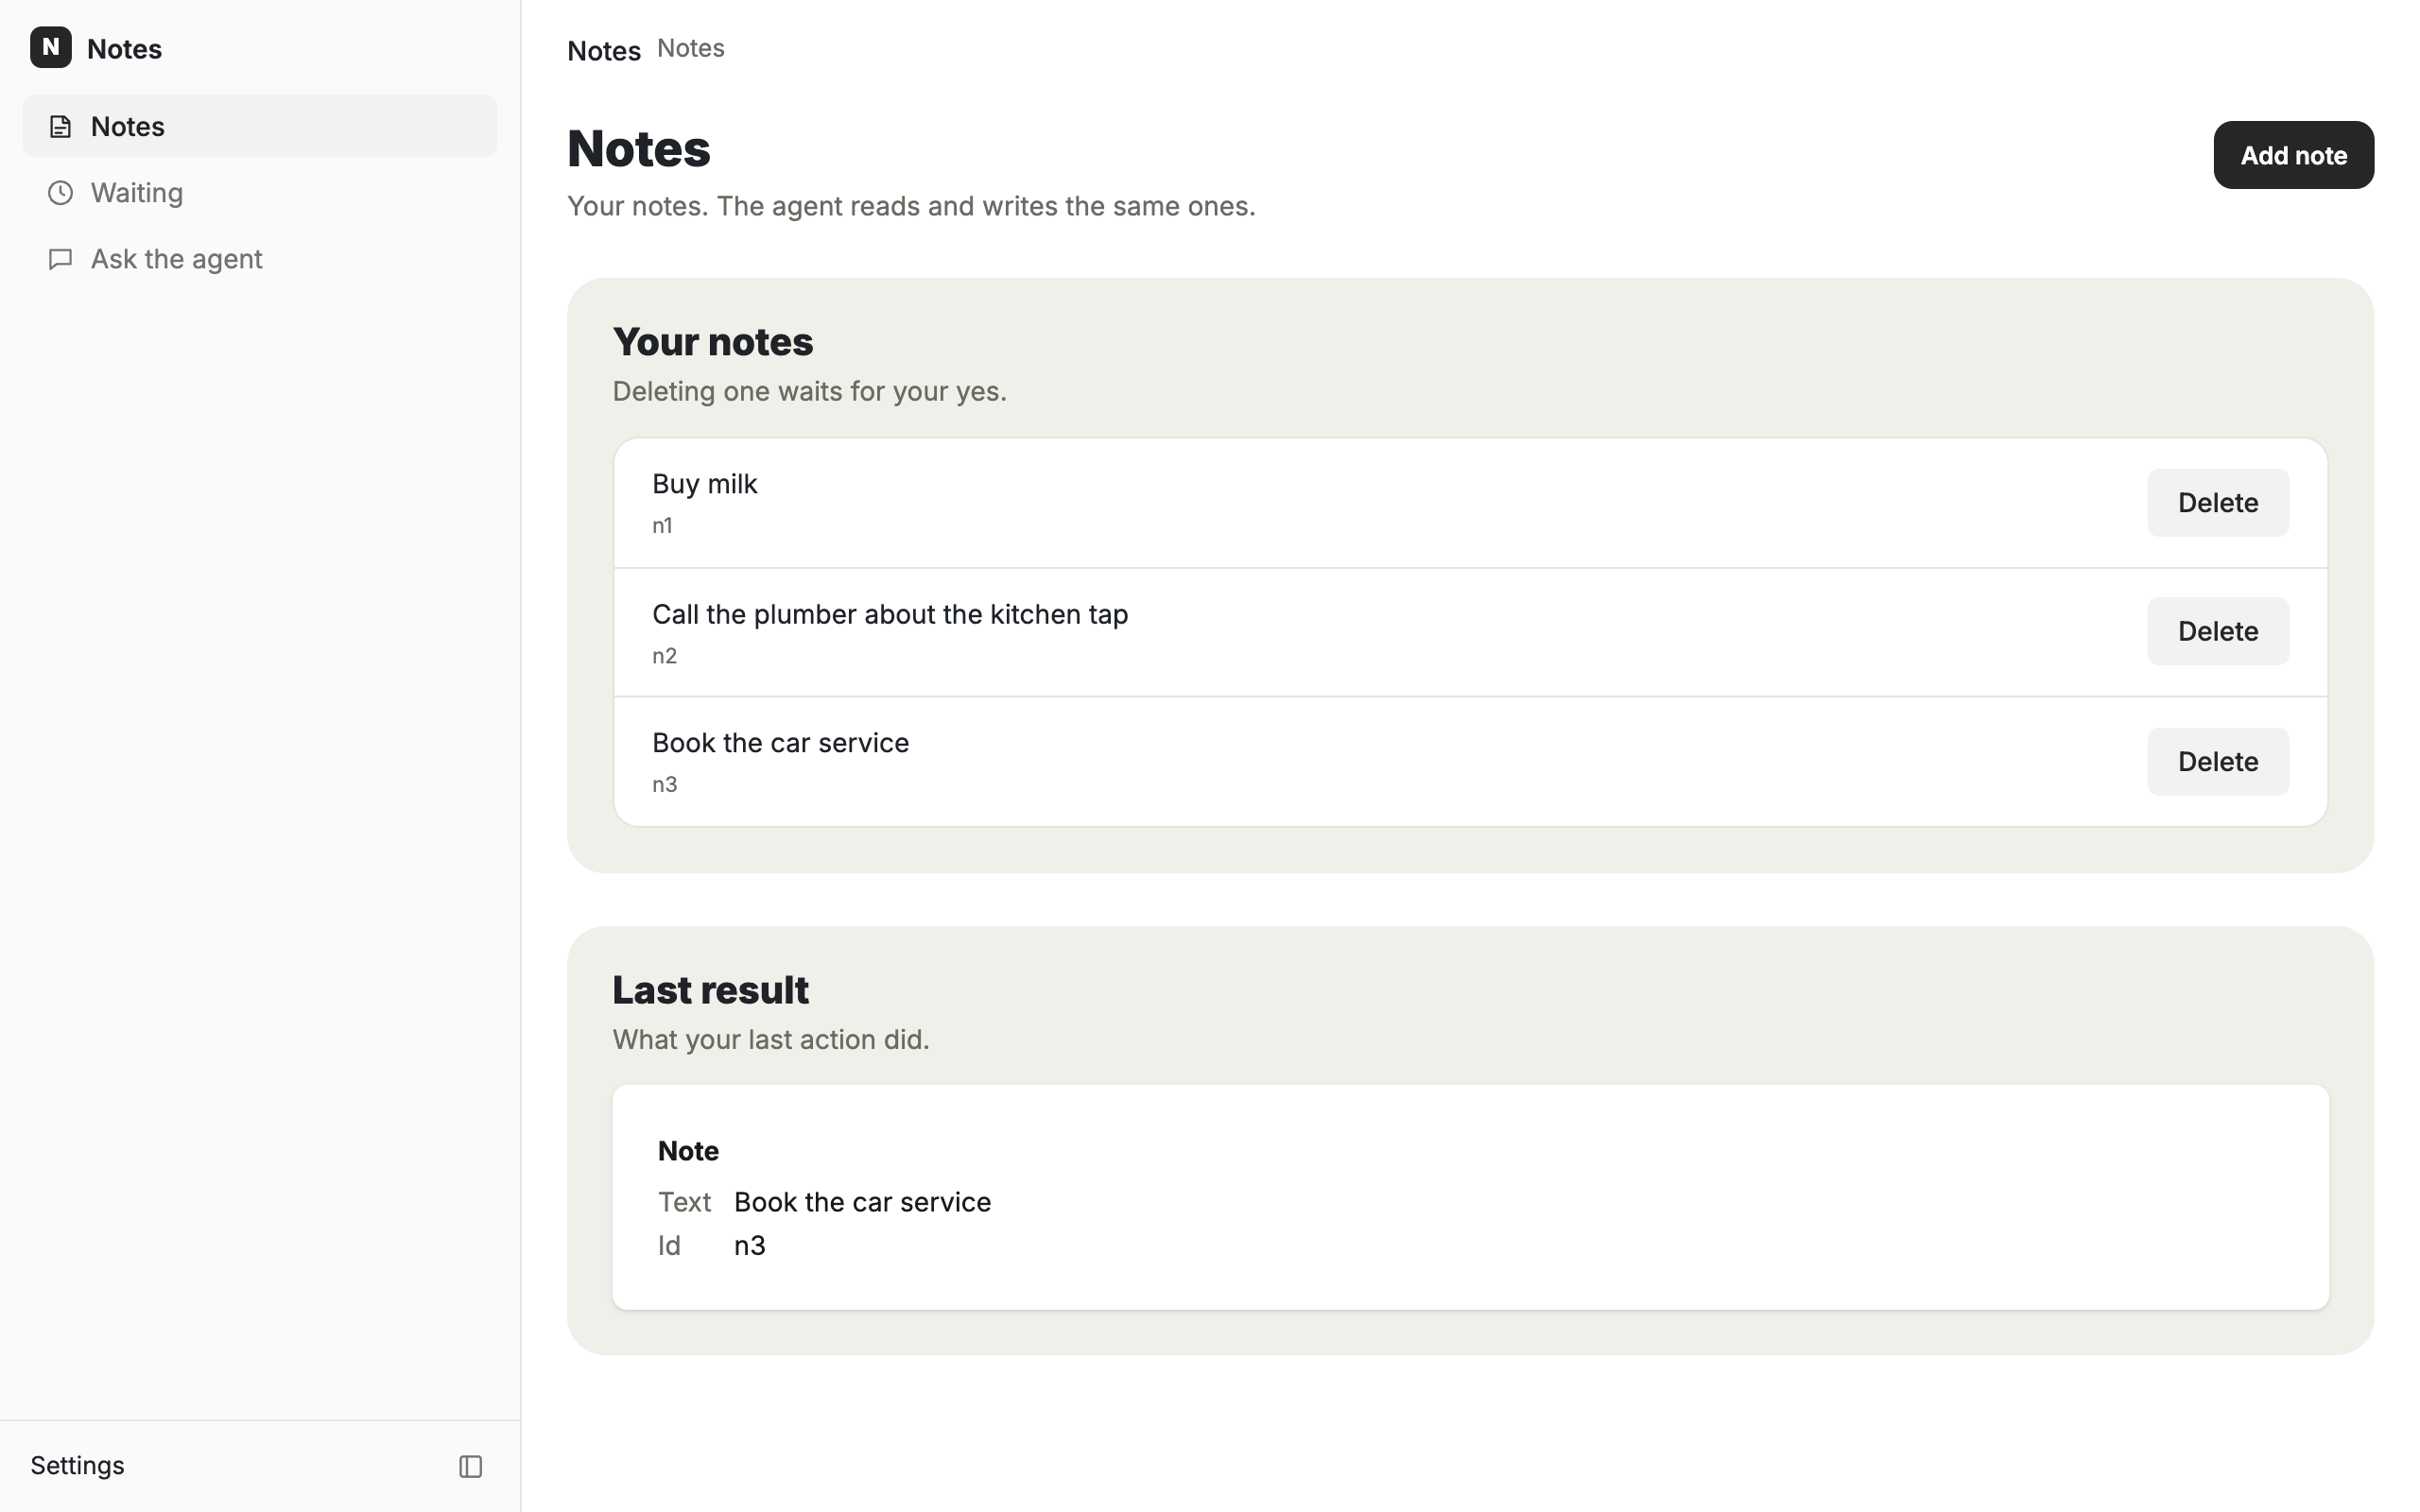 N Notes
Notes
Waiting
Ask the agent
Settings
Notes Notes
Notes
Add note
Your notes. The agent reads and writes the same ones.
Your notes
Deleting one waits for your yes.
Buy milk
n1
Delete
Call the plumber about the kitchen tap
n2
Delete
Book the car service
n3
Delete
Last result
What your last action did.
Note
Text Book the car service
Id n3